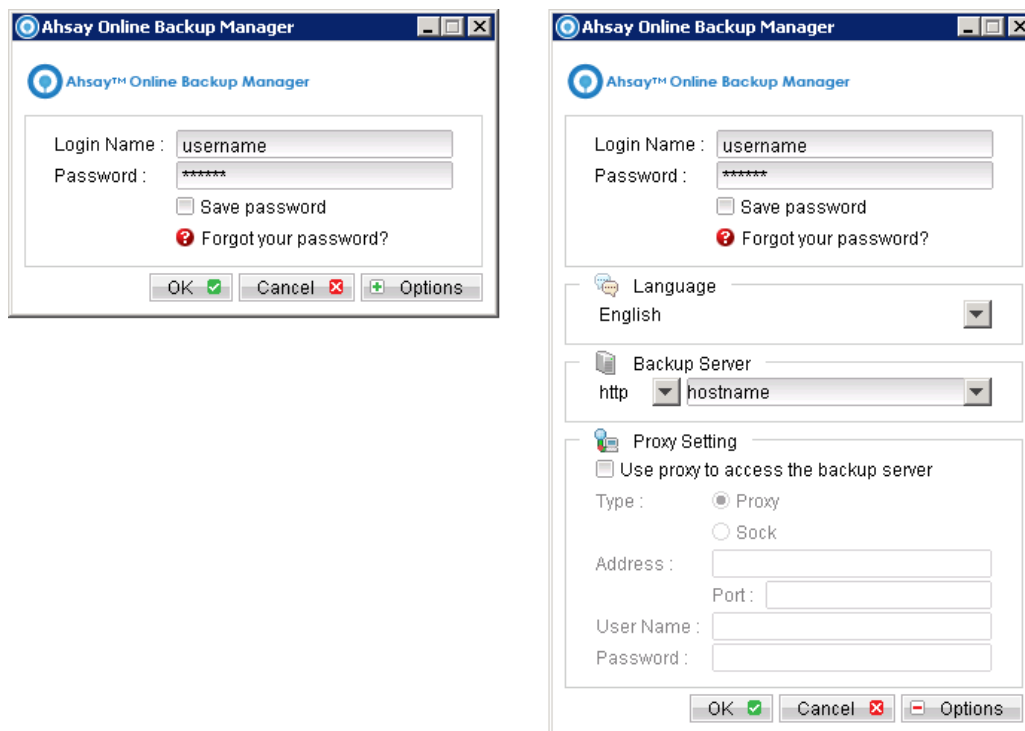 Ahsay Online Backup Manager
Ahsay™ Online Backup Manager
Login Name : username
Password : ******
Save password
Forgot your password?
OK Cancel Options
Ahsay Online Backup Manager
Ahsay™ Online Backup Manager
Login Name : username
Password : ******
Save password
Forgot your password?
Language
English
Backup Server
http hostname
Proxy Setting
Use proxy to access the backup server
Type : Proxy
Sock
Address :
Port :
User Name :
Password :
OK Cancel Options